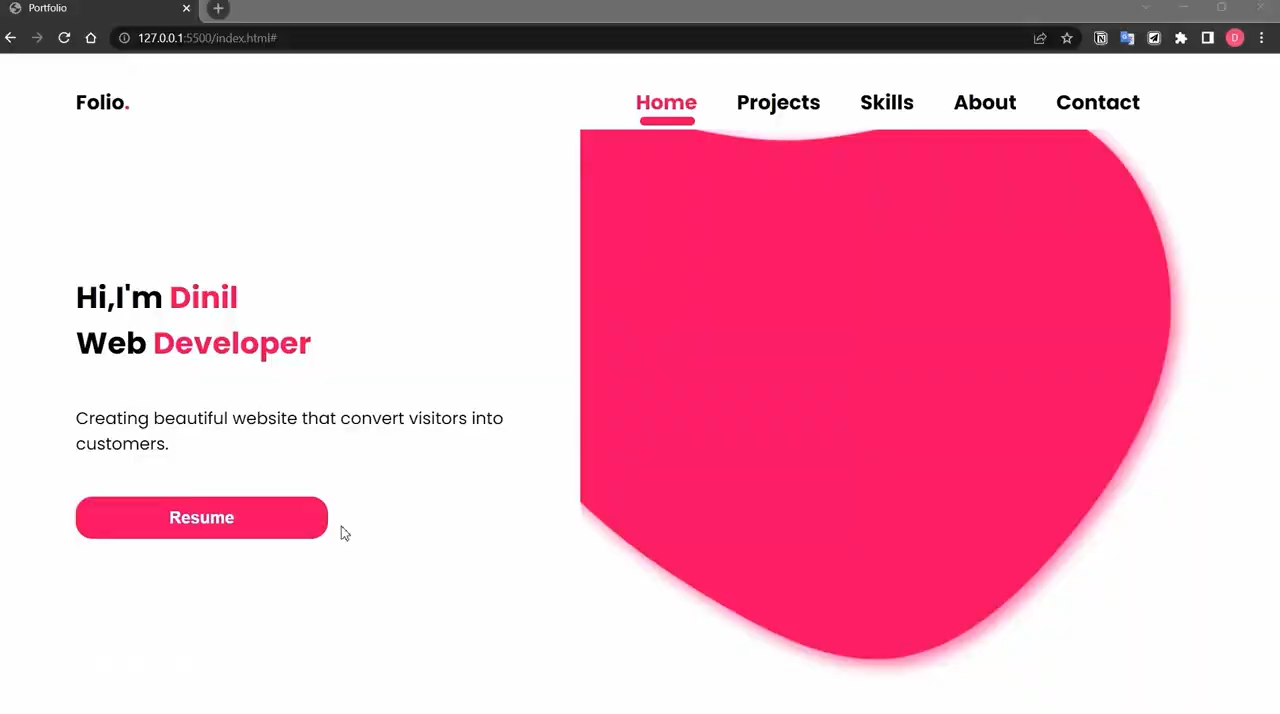 Portfolio
127.0.0.1:5500/index.html#
D
Folio.
Home Projects Skills About Contact
Hi,I'm Dinil
Web Developer
Creating beautiful website that convert visitors into
customers.
Resume